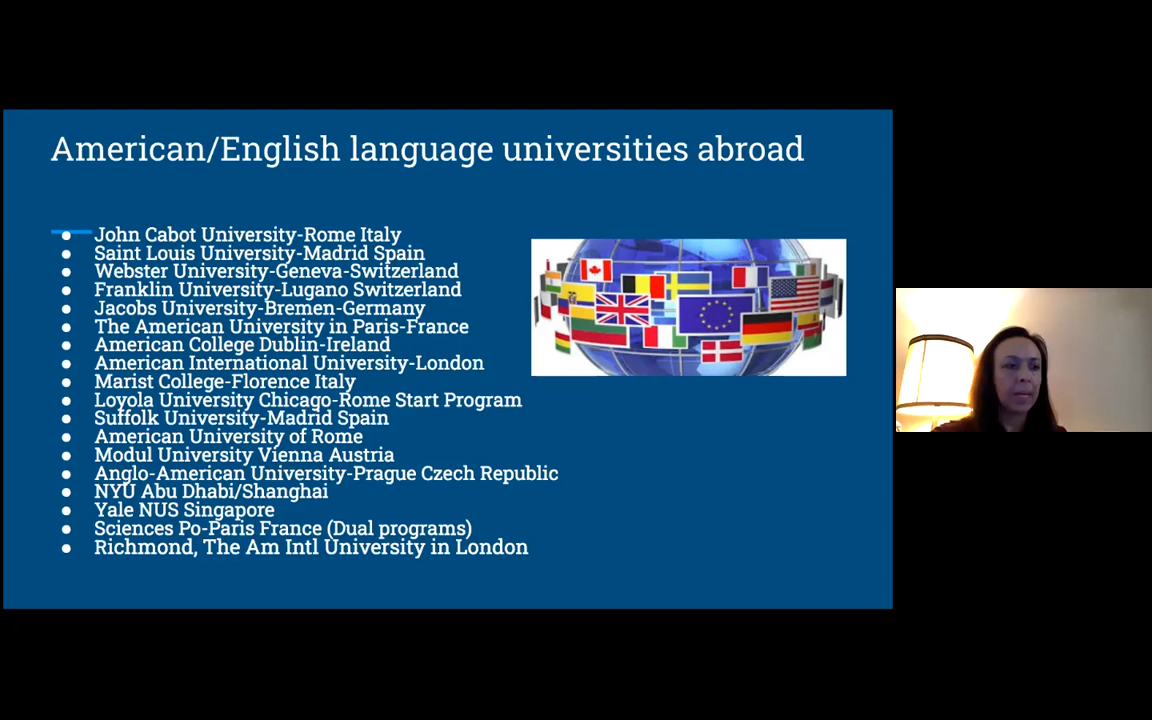 American/English language universities abroad
John Cabot University-Rome Italy
Saint Louis University-Madrid Spain
Webster University-Geneva-Switzerland
Franklin University-Lugano Switzerland
Jacobs University-Bremen-Germany
The American University in Paris-France
American College Dublin-Ireland
American International University-London
Marist College-Florence Italy
Loyola University Chicago-Rome Start Program
Suffolk University-Madrid Spain
American University of Rome
Modul University Vienna Austria
Anglo-American University-Prague Czech Republic
NYU Abu Dhabi/Shanghai
Yale NUS Singapore
Sciences Po-Paris France (Dual programs)
Richmond, The Am Intl University in London